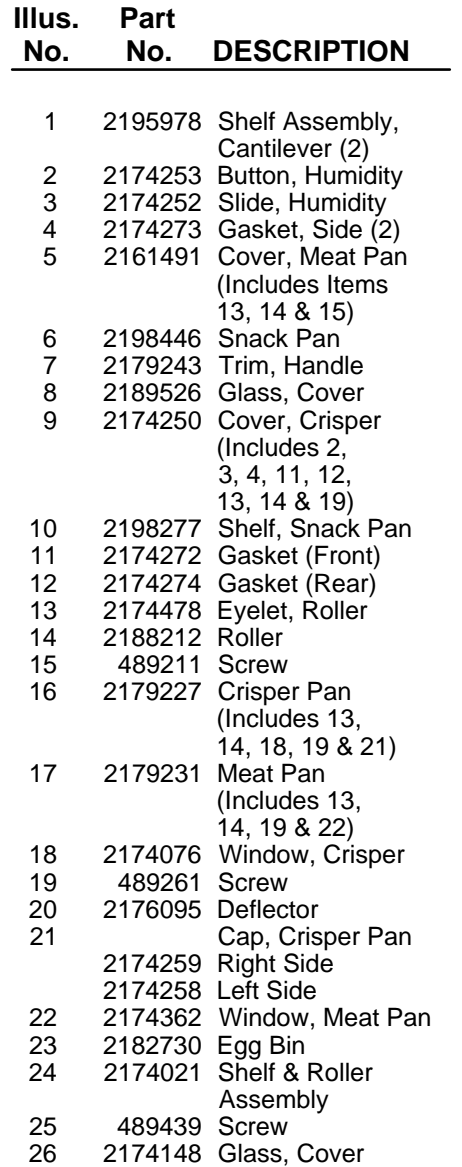 Illus. Part
No. No. DESCRIPTION
1 2195978 Shelf Assembly,
Cantilever (2)
2 2174253 Button, Humidity
3 2174252 Slide, Humidity
4 2174273 Gasket, Side (2)
5 2161491 Cover, Meat Pan
(Includes Items
13, 14 & 15)
6 2198446 Snack Pan
7 2179243 Trim, Handle
8 2189526 Glass, Cover
9 2174250 Cover, Crisper
(Includes 2,
3, 4, 11, 12,
13, 14 & 19)
10 2198277 Shelf, Snack Pan
11 2174272 Gasket (Front)
12 2174274 Gasket (Rear)
13 2174478 Eyelet, Roller
14 2188212 Roller
15 489211 Screw
16 2179227 Crisper Pan
(Includes 13,
14, 18, 19 & 21)
17 2179231 Meat Pan
(Includes 13,
14, 19 & 22)
18 2174076 Window, Crisper
19 489261 Screw
20 2176095 Deflector
21 Cap, Crisper Pan
2174259 Right Side
2174258 Left Side
22 2174362 Window, Meat Pan
23 2182730 Egg Bin
24 2174021 Shelf & Roller
Assembly
25 489439 Screw
26 2174148 Glass, Cover